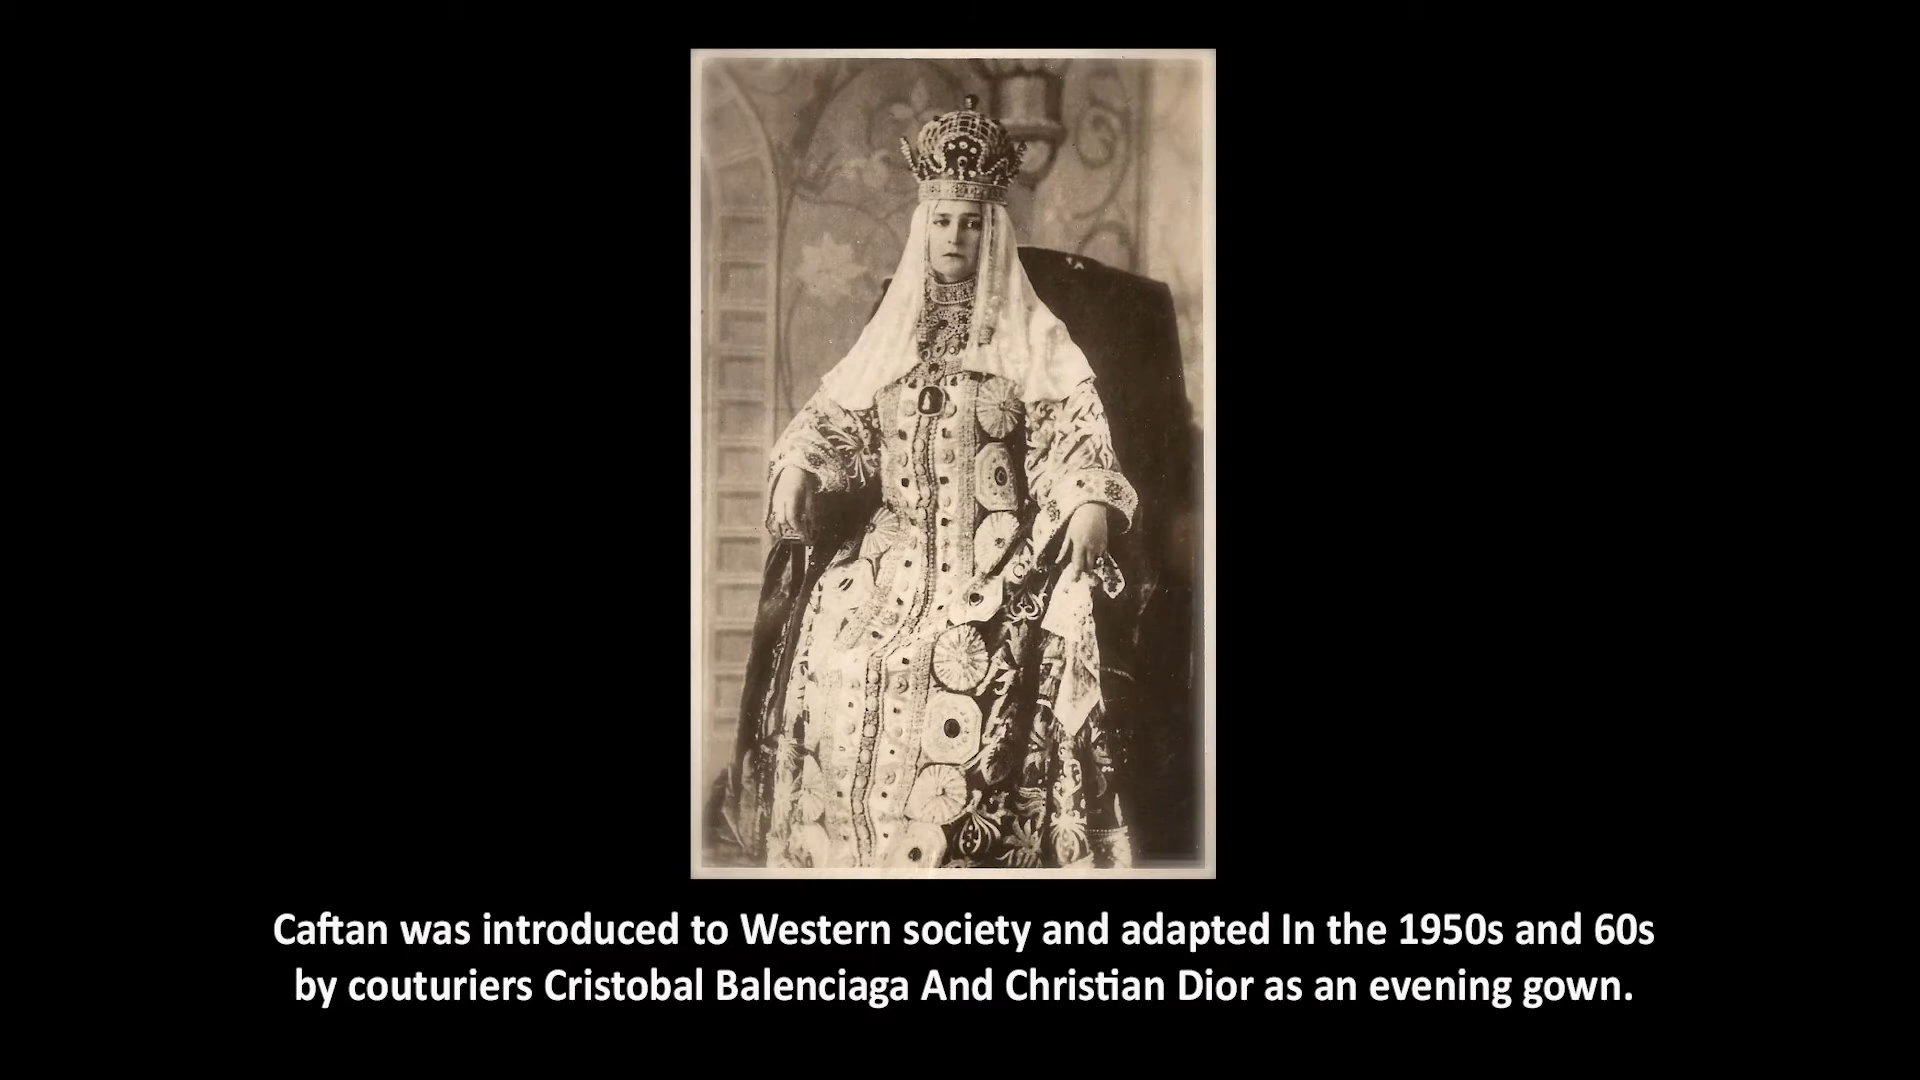 Caftan was introduced to Western society and adapted In the 1950s and 60s
by couturiers Cristobal Balenciaga And Christian Dior as an evening gown.